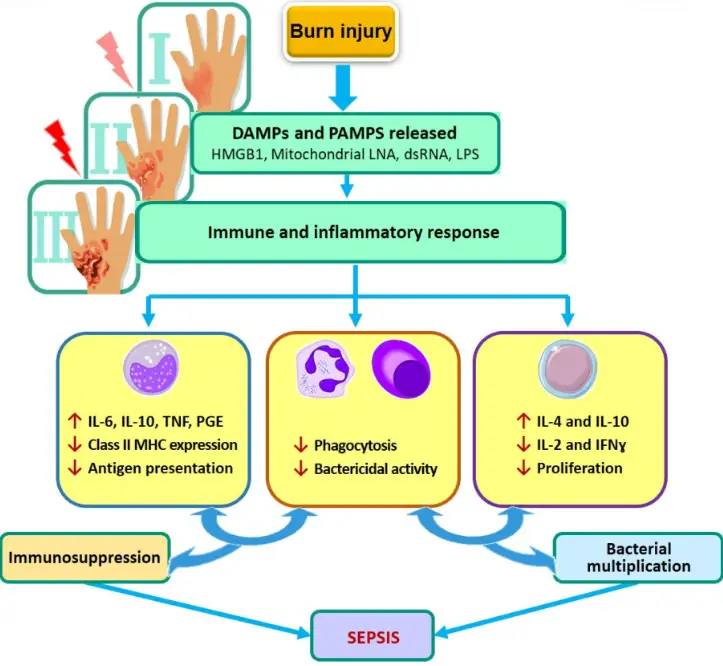 Burn injury
I
II
III
DAMPs and PAMPS released
HMGB1, Mitochondrial LNA, dsRNA, LPS
Immune and inflammatory response
↑ IL-6, IL-10, TNF, PGE
↓ Class II MHC expression
↓ Antigen presentation
↓ Phagocytosis
↓ Bactericidal activity
↑ IL-4 and IL-10
↓ IL-2 and IFNɣ
↓ Proliferation
Immunosuppression
Bacterial
multiplication
SEPSIS